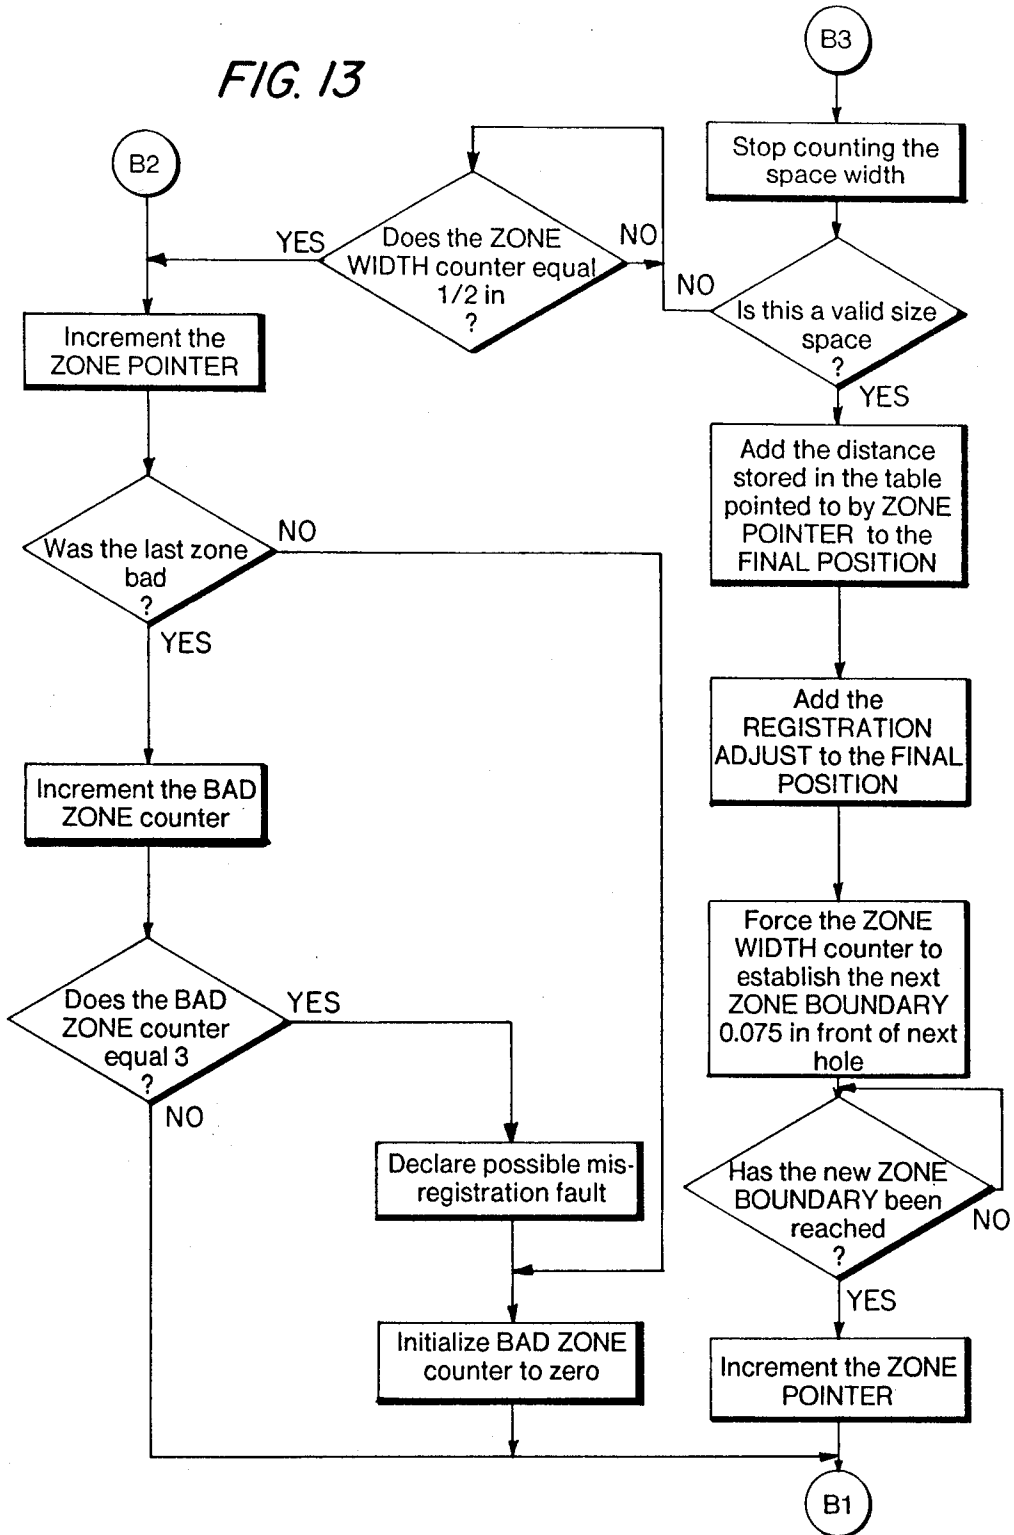 FIG. 13
B3
Stop counting the
space width
B2
Does the ZONE
WIDTH counter equal
1/2 in
?
YES
NO
NO
Is this a valid size
space
?
YES
Increment the
ZONE POINTER
Add the distance
stored in the table
pointed to by ZONE
POINTER to the
FINAL POSITION
Was the last zone
bad
?
NO
YES
Add the
REGISTRATION
ADJUST to the FINAL
POSITION
Increment the BAD
ZONE counter
Force the ZONE
WIDTH counter to
establish the next
ZONE BOUNDARY
0.075 in front of next
hole
Does the BAD
ZONE counter
equal 3
?
YES
NO
Declare possible mis-
registration fault
Has the new ZONE
BOUNDARY been
reached
?
NO
YES
Initialize BAD ZONE
counter to zero
Increment the ZONE
POINTER
B1